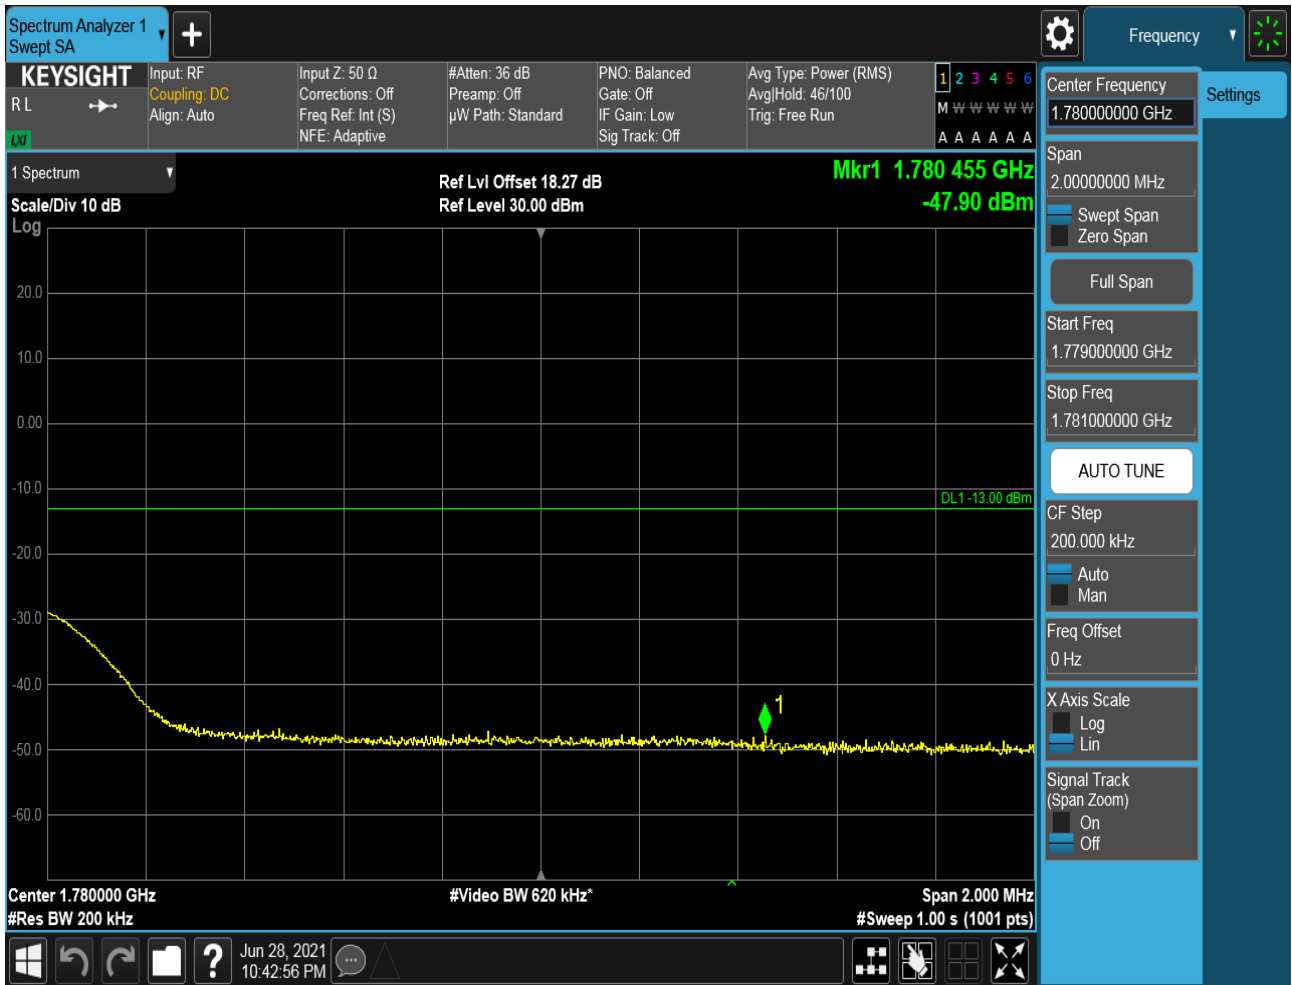 Spectrum Analyzer 1
Swept SA
Frequency
KEYSIGHT
R L
LXI
Input: RF
Coupling: DC
Align: Auto
Input Z: 50 Ω
Corrections: Off
Freq Ref: Int (S)
NFE: Adaptive
#Atten: 36 dB
Preamp: Off
µW Path: Standard
PNO: Balanced
Gate: Off
IF Gain: Low
Sig Track: Off
Avg Type: Power (RMS)
Avg|Hold: 46/100
Trig: Free Run
1 2 3 4 5 6
M W W W W W
A A A A A A
1 Spectrum
Scale/Div 10 dB
Log
Ref Lvl Offset 18.27 dB
Ref Level 30.00 dBm
Mkr1 1.780 455 GHz
-47.90 dBm
20.0
10.0
0.00
-10.0
DL1 -13.00 dBm
-20.0
-30.0
-40.0
1
-50.0
-60.0
Center 1.780000 GHz
#Res BW 200 kHz
#Video BW 620 kHz*
Span 2.000 MHz
#Sweep 1.00 s (1001 pts)
?
Jun 28, 2021
10:42:56 PM
Center Frequency
1.780000000 GHz
Settings
Span
2.00000000 MHz
Swept Span
Zero Span
Full Span
Start Freq
1.779000000 GHz
Stop Freq
1.781000000 GHz
AUTO TUNE
CF Step
200.000 kHz
Auto
Man
Freq Offset
0 Hz
X Axis Scale
Log
Lin
Signal Track
(Span Zoom)
On
Off